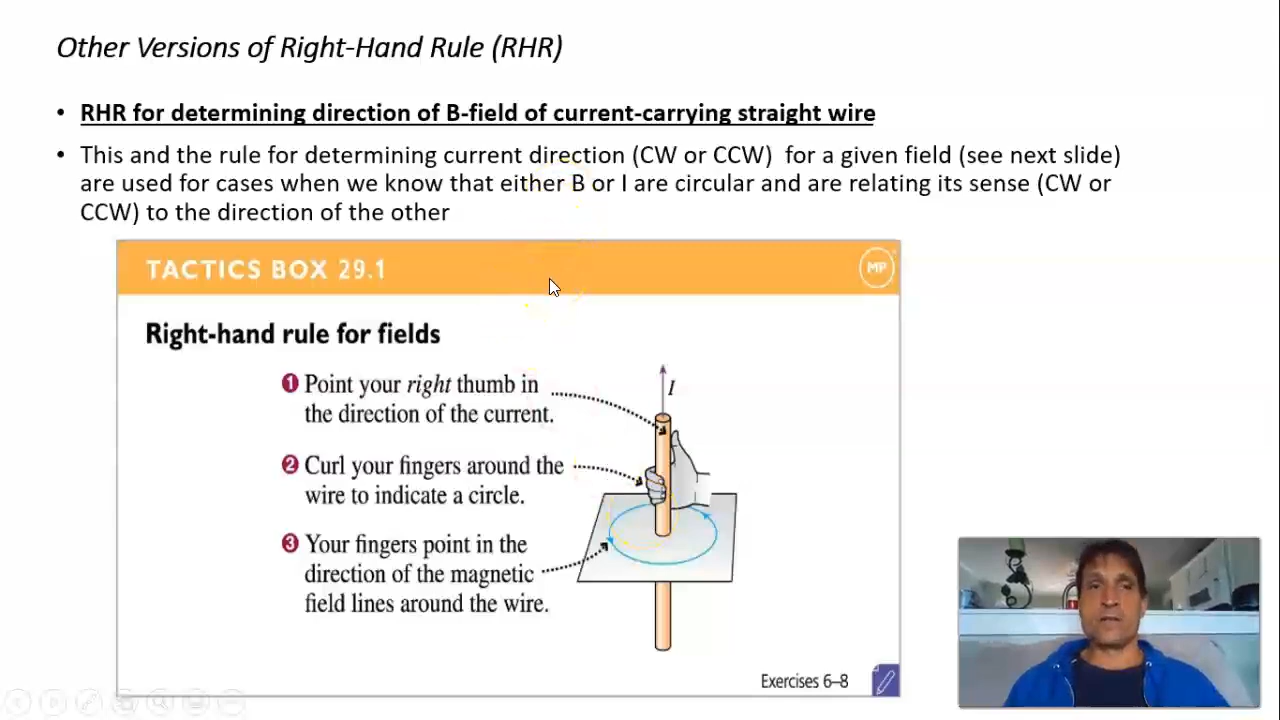 Other Versions of Right-Hand Rule (RHR)
• RHR for determining direction of B-field of current-carrying straight wire
• This and the rule for determining current direction (CW or CCW) for a given field (see next slide)
are used for cases when we know that either B or I are circular and are relating its sense (CW or
CCW) to the direction of the other
TACTICS BOX 29.1
MP
Right-hand rule for fields
1 Point your right thumb in
the direction of the current.
I
2 Curl your fingers around the
wire to indicate a circle.
3 Your fingers point in the
direction of the magnetic
field lines around the wire.
Exercises 6–8